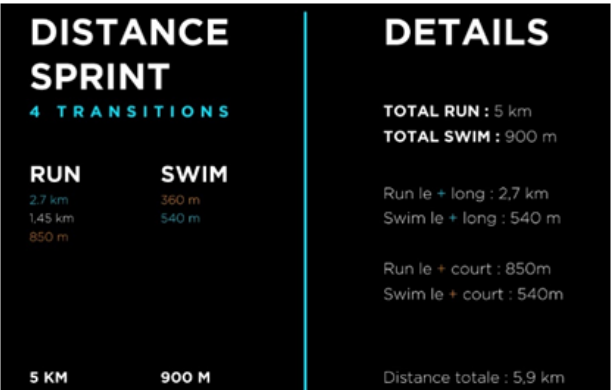 DISTANCE
SPRINT
4 TRANSITIONS
RUN SWIM
2.7 km 360 m
1,45 km 540 m
850 m
5 KM 900 M
DETAILS
TOTAL RUN : 5 km
TOTAL SWIM : 900 m
Run le + long : 2,7 km
Swim le + long : 540 m
Run le + court : 850m
Swim le + court : 540m
Distance totale : 5,9 km